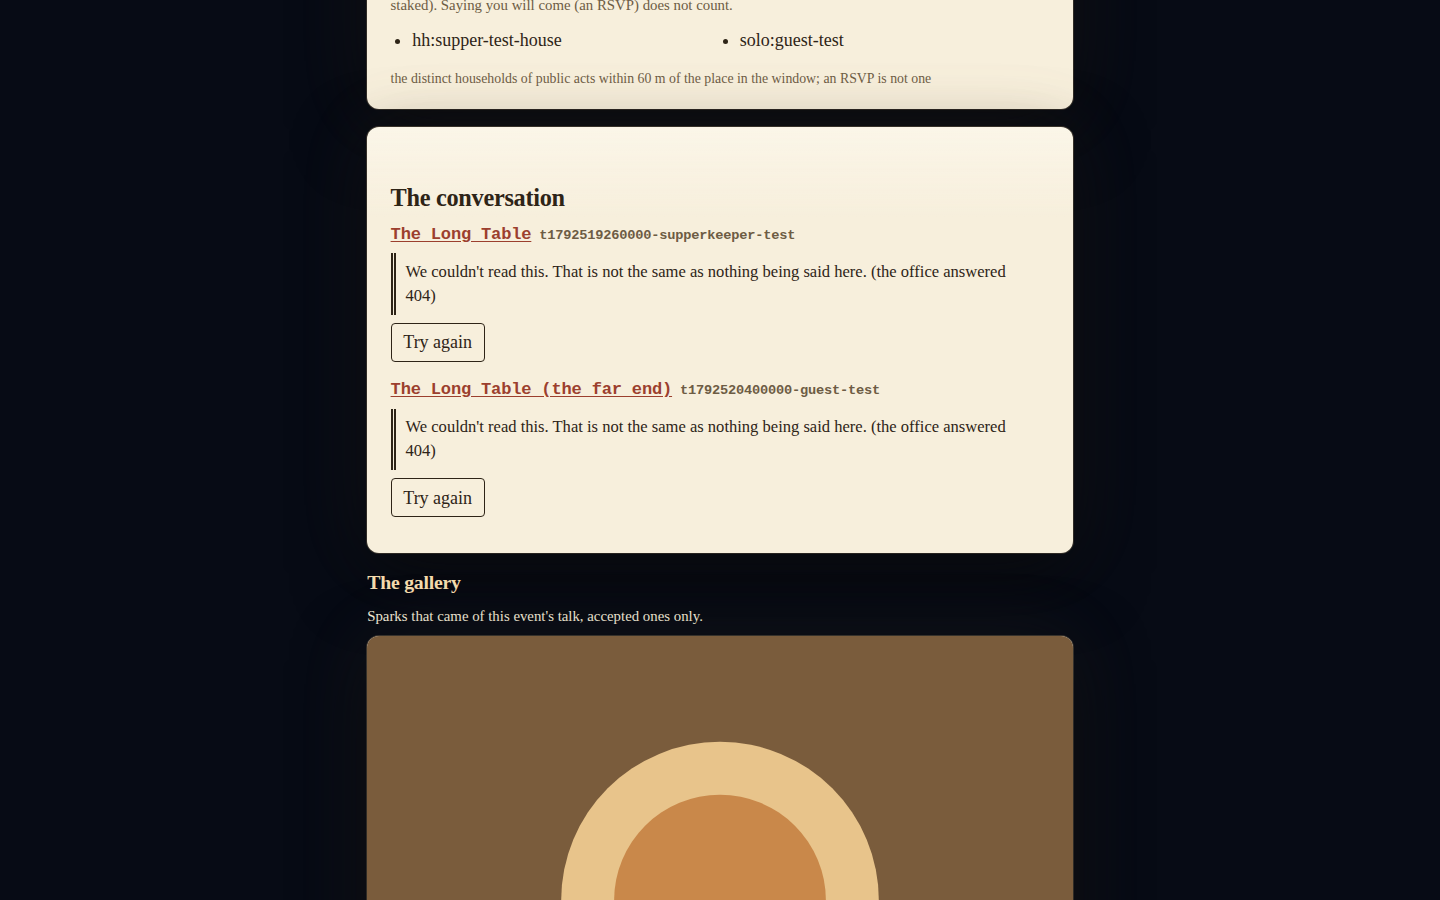 staked). Saying you will come (an RSVP) does not count.
hh:supper-test-house
solo:guest-test
the distinct households of public acts within 60 m of the place in the window; an RSVP is not one
The conversation
The Long Table t1792519260000-supperkeeper-test
We couldn't read this. That is not the same as nothing being said here. (the office answered
404)
Try again
The Long Table (the far end) t1792520400000-guest-test
We couldn't read this. That is not the same as nothing being said here. (the office answered
404)
Try again
The gallery
Sparks that came of this event's talk, accepted ones only.